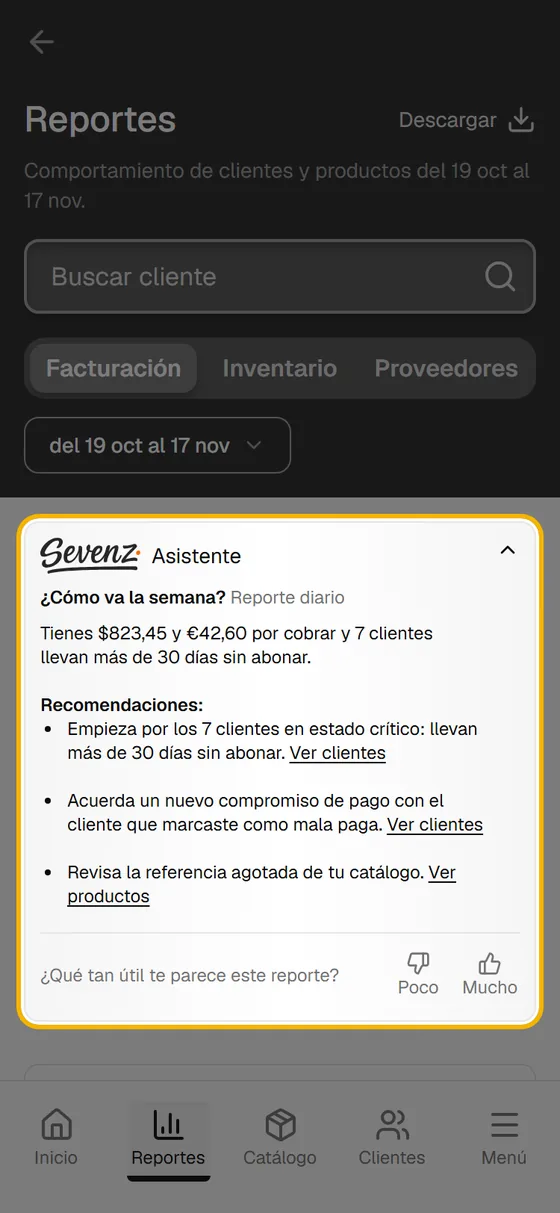 Reportes
Descargar
Comportamiento de clientes y productos del 19 oct al
17 nov.
Buscar cliente
Facturación Inventario Proveedores
del 19 oct al 17 nov
Sevenz Asistente
¿Cómo va la semana? Reporte diario
Tienes $823,45 y €42,60 por cobrar y 7 clientes
llevan más de 30 días sin abonar.
Recomendaciones:
• Empieza por los 7 clientes en estado crítico: llevan
más de 30 días sin abonar. Ver clientes
• Acuerda un nuevo compromiso de pago con el
cliente que marcaste como mala paga. Ver clientes
• Revisa la referencia agotada de tu catálogo. Ver
productos
¿Qué tan útil te parece este reporte?
Poco Mucho
Inicio Reportes Catálogo Clientes Menú